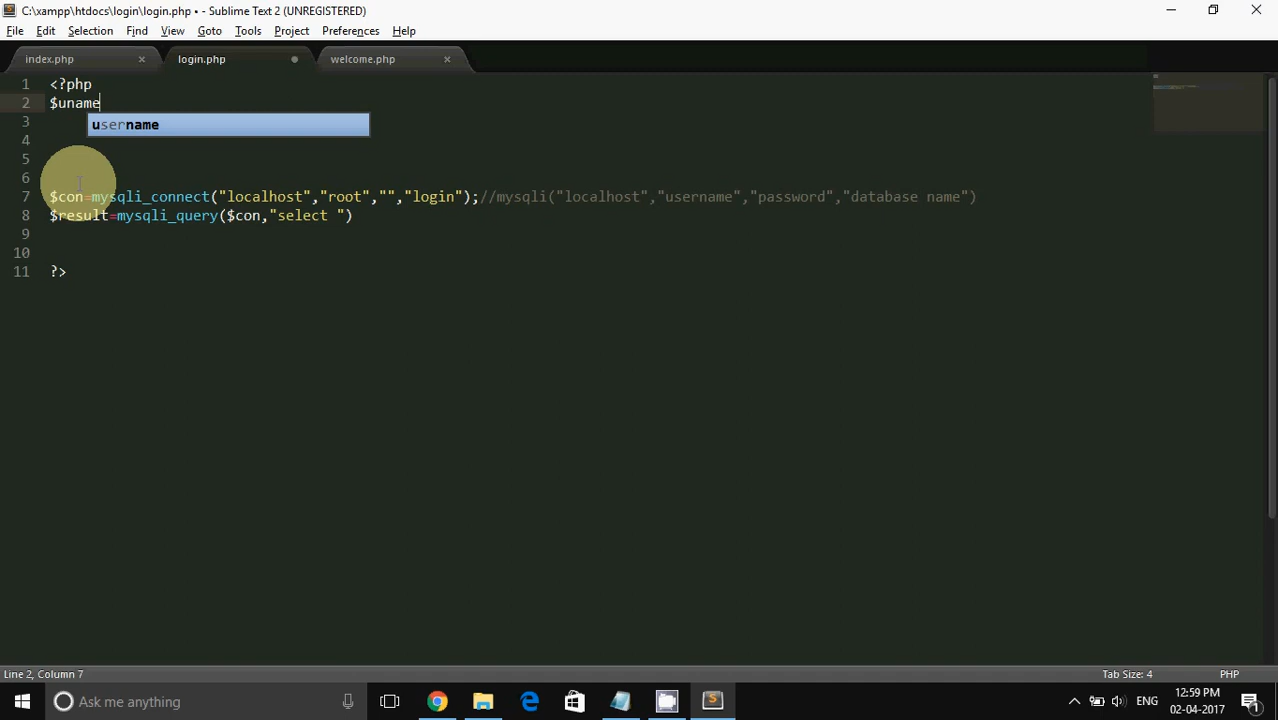 C:\xampp\htdocs\login\login.php • - Sublime Text 2 (UNREGISTERED)
File Edit Selection Find View Goto Tools Project Preferences Help
index.php login.php welcome.php
1 <?php
2 $uname
username
3
4
5
6
7 $con=mysqli_connect("localhost","root","","login");//mysqli("localhost","username","password","database name")
8 $result=mysqli_query($con,"select ")
9
10
11 ?>
Line 2, Column 7 Tab Size: 4 PHP
Ask me anything ENG 12:59 PM
02-04-2017 1